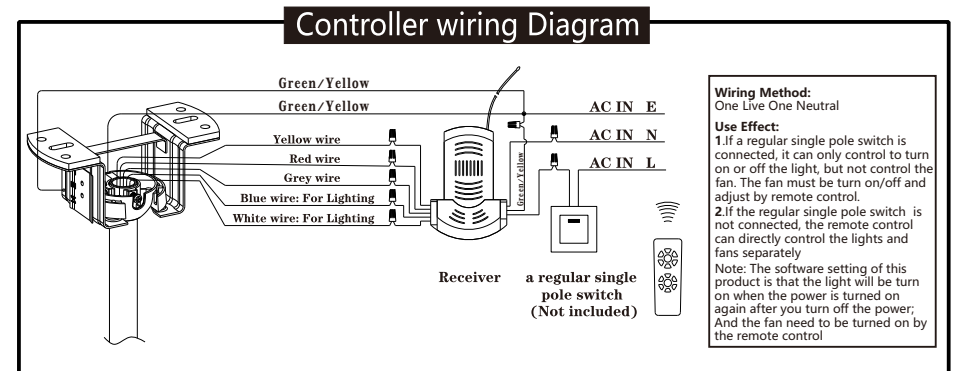 Controller wiring Diagram
Green/Yellow
Green/Yellow
AC IN E
Yellow wire
AC IN N
Red wire
AC IN L
Grey wire
Green/Yellow
Blue wire: For Lighting
White wire: For Lighting
Receiver
a regular single
pole switch
(Not included)
Wiring Method:
One Live One Neutral
Use Effect:
1.If a regular single pole switch is
connected, it can only control to turn
on or off the light, but not control the
fan. The fan must be turn on/off and
adjust by remote control.
2.If the regular single pole switch is
not connected, the remote control
can directly control the lights and
fans separately
Note: The software setting of this
product is that the light will be turn
on when the power is turned on
again after you turn off the power;
And the fan need to be turned on by
the remote control